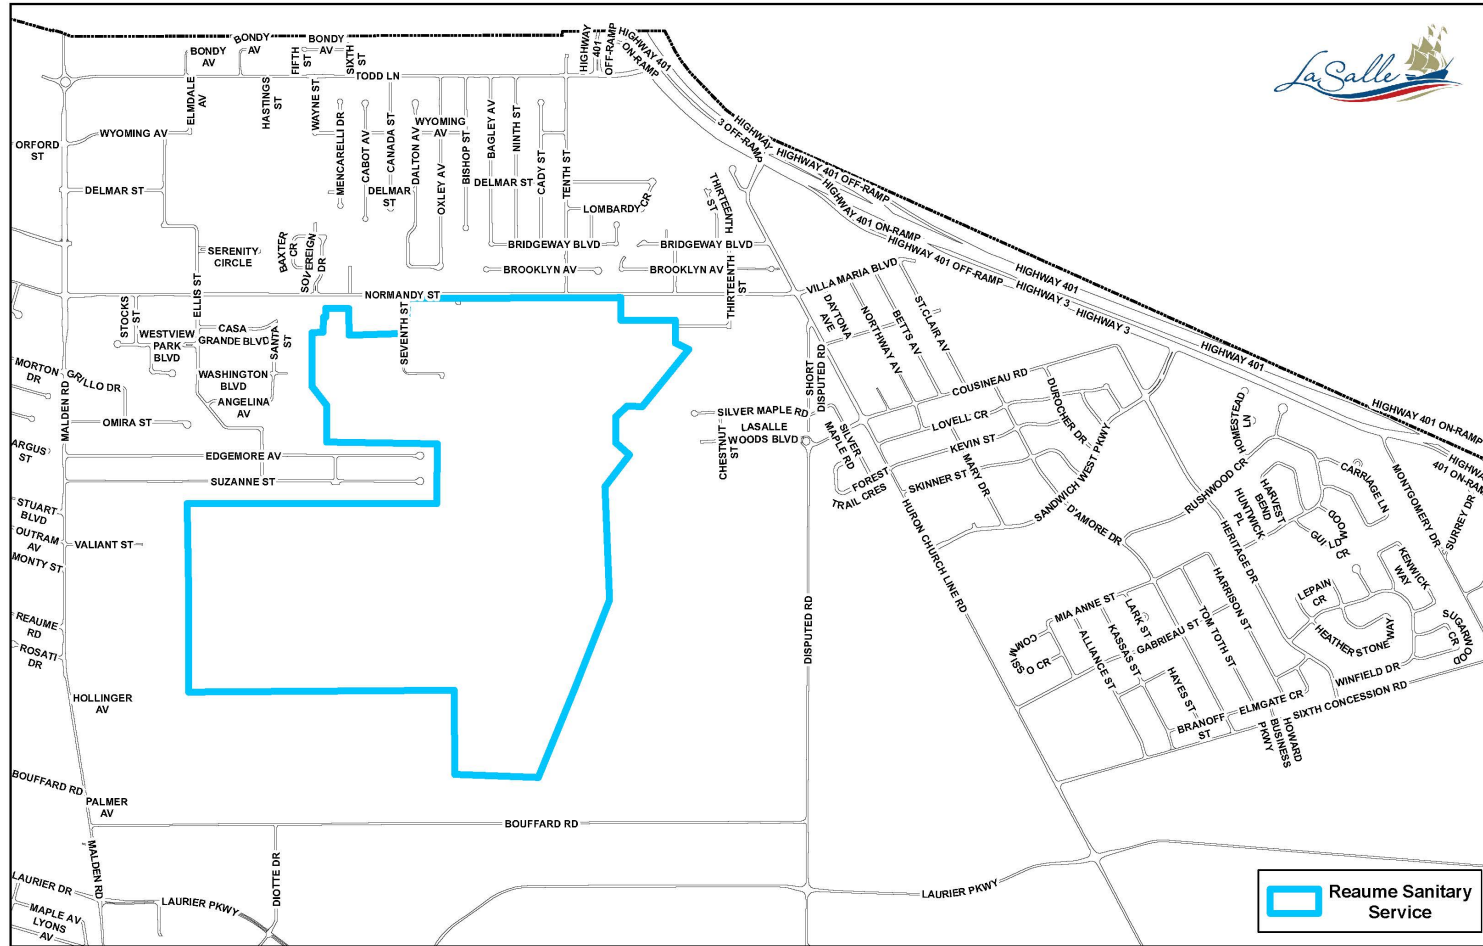 BONDY
AV
BONDY
AV
BONDY
AV
FIFTH
ST
SIXTH
ST
HIGHWAY
401
OFF-RAMP
HIGHWAY 401
ON-RAMP
LaSalle
TODD LN
ELMDALE
AV
HASTINGS
ST
WAYNE ST
MENCARELLI DR
CABOT AV
CANADA ST
DALTON AV
WYOMING
AV
OXLEY AV
BISHOP ST
BAGLEY AV
NINTH ST
CADY ST
TENTH ST
WYOMING AV
ORFORD
ST
DELMAR ST
DELMAR
ST
DELMAR ST
LOMBARDY
CR
THIRTEENTH
ST
HIGHWAY
3 OFF-RAMP
HIGHWAY 401 OFF-RAMP
HIGHWAY 401 ON-RAMP
HIGHWAY 401 OFF-RAMP
HIGHWAY 401
HIGHWAY 3
HIGHWAY 3
HIGHWAY 401
HIGHWAY 401 ON-RAMP
HIGHWAY
401 ON-RAMP
SERENITY
CIRCLE
BAXTER
CR
SOVEREIGN
DR
BRIDGEWAY BLVD
BRIDGEWAY BLVD
BROOKLYN AV
BROOKLYN AV
THIRTEENTH
ST
ELLIS ST
NORMANDY ST
VILLA MARIA BLVD
STOCKS
ST
WESTVIEW
PARK
BLVD
CASA
GRANDE BLVD
SANTA
ST
SEVENTH ST
DAYTONA
AVE
NORTHWAY AV
BETTS AV
ST.CLAIR AV
MORTON
DR
GRILLO DR
MALDEN RD
WASHINGTON
BLVD
ANGELINA
AV
OMIRA ST
SHORT
DISPUTED RD
COUSINEAU RD
DUROCHER DR
LOVELL CR
KEVIN ST
SILVER MAPLE RD
LASALLE
WOODS BLVD
CHESTNUT
ST
SILVER
MAPLE RD
FOREST
TRAIL CRES
SKINNER ST
MARY DR
SANDWICH WEST PKWY
HOMESTEAD
LN
ARGUS
ST
EDGEMORE AV
SUZANNE ST
RUSHWOOD CR
HARVEST
BEND
HUNTWICK
PL
CARRIAGE LN
MONTGOMERY DR
SURREY DR
STUART
BLVD
OUTRAM
AV
VALIANT ST
MONTY ST
HURON CHURCH LINE RD
D'AMORE DR
HERITAGE DR
GUILDWOOD
CR
KENWICK
WAY
LEPAIN
CR
HEATHERSTONE WAY
SUGARWOOD
CR
WINFIELD DR
REAUME
RD
ROSATI
DR
DISPUTED RD
MIA ANNE ST
LARK ST
COMMISSO CR
ALLIANCE ST
KASSAS ST
GABRIEAU ST
TOM TOTH ST
HARRISON ST
HAYES ST
HOLLINGER
AV
BRANOFF
ST
ELMGATE CR
SIXTH CONCESSION RD
HOWARD
BUSINESS
PKWY
BOUFFARD RD
PALMER
AV
BOUFFARD RD
MALDEN RD
DIOTTE DR
LAURIER DR
MAPLE AV
LYONS
AV
LAURIER PKWY
LAURIER PKWY
Reaume Sanitary
Service